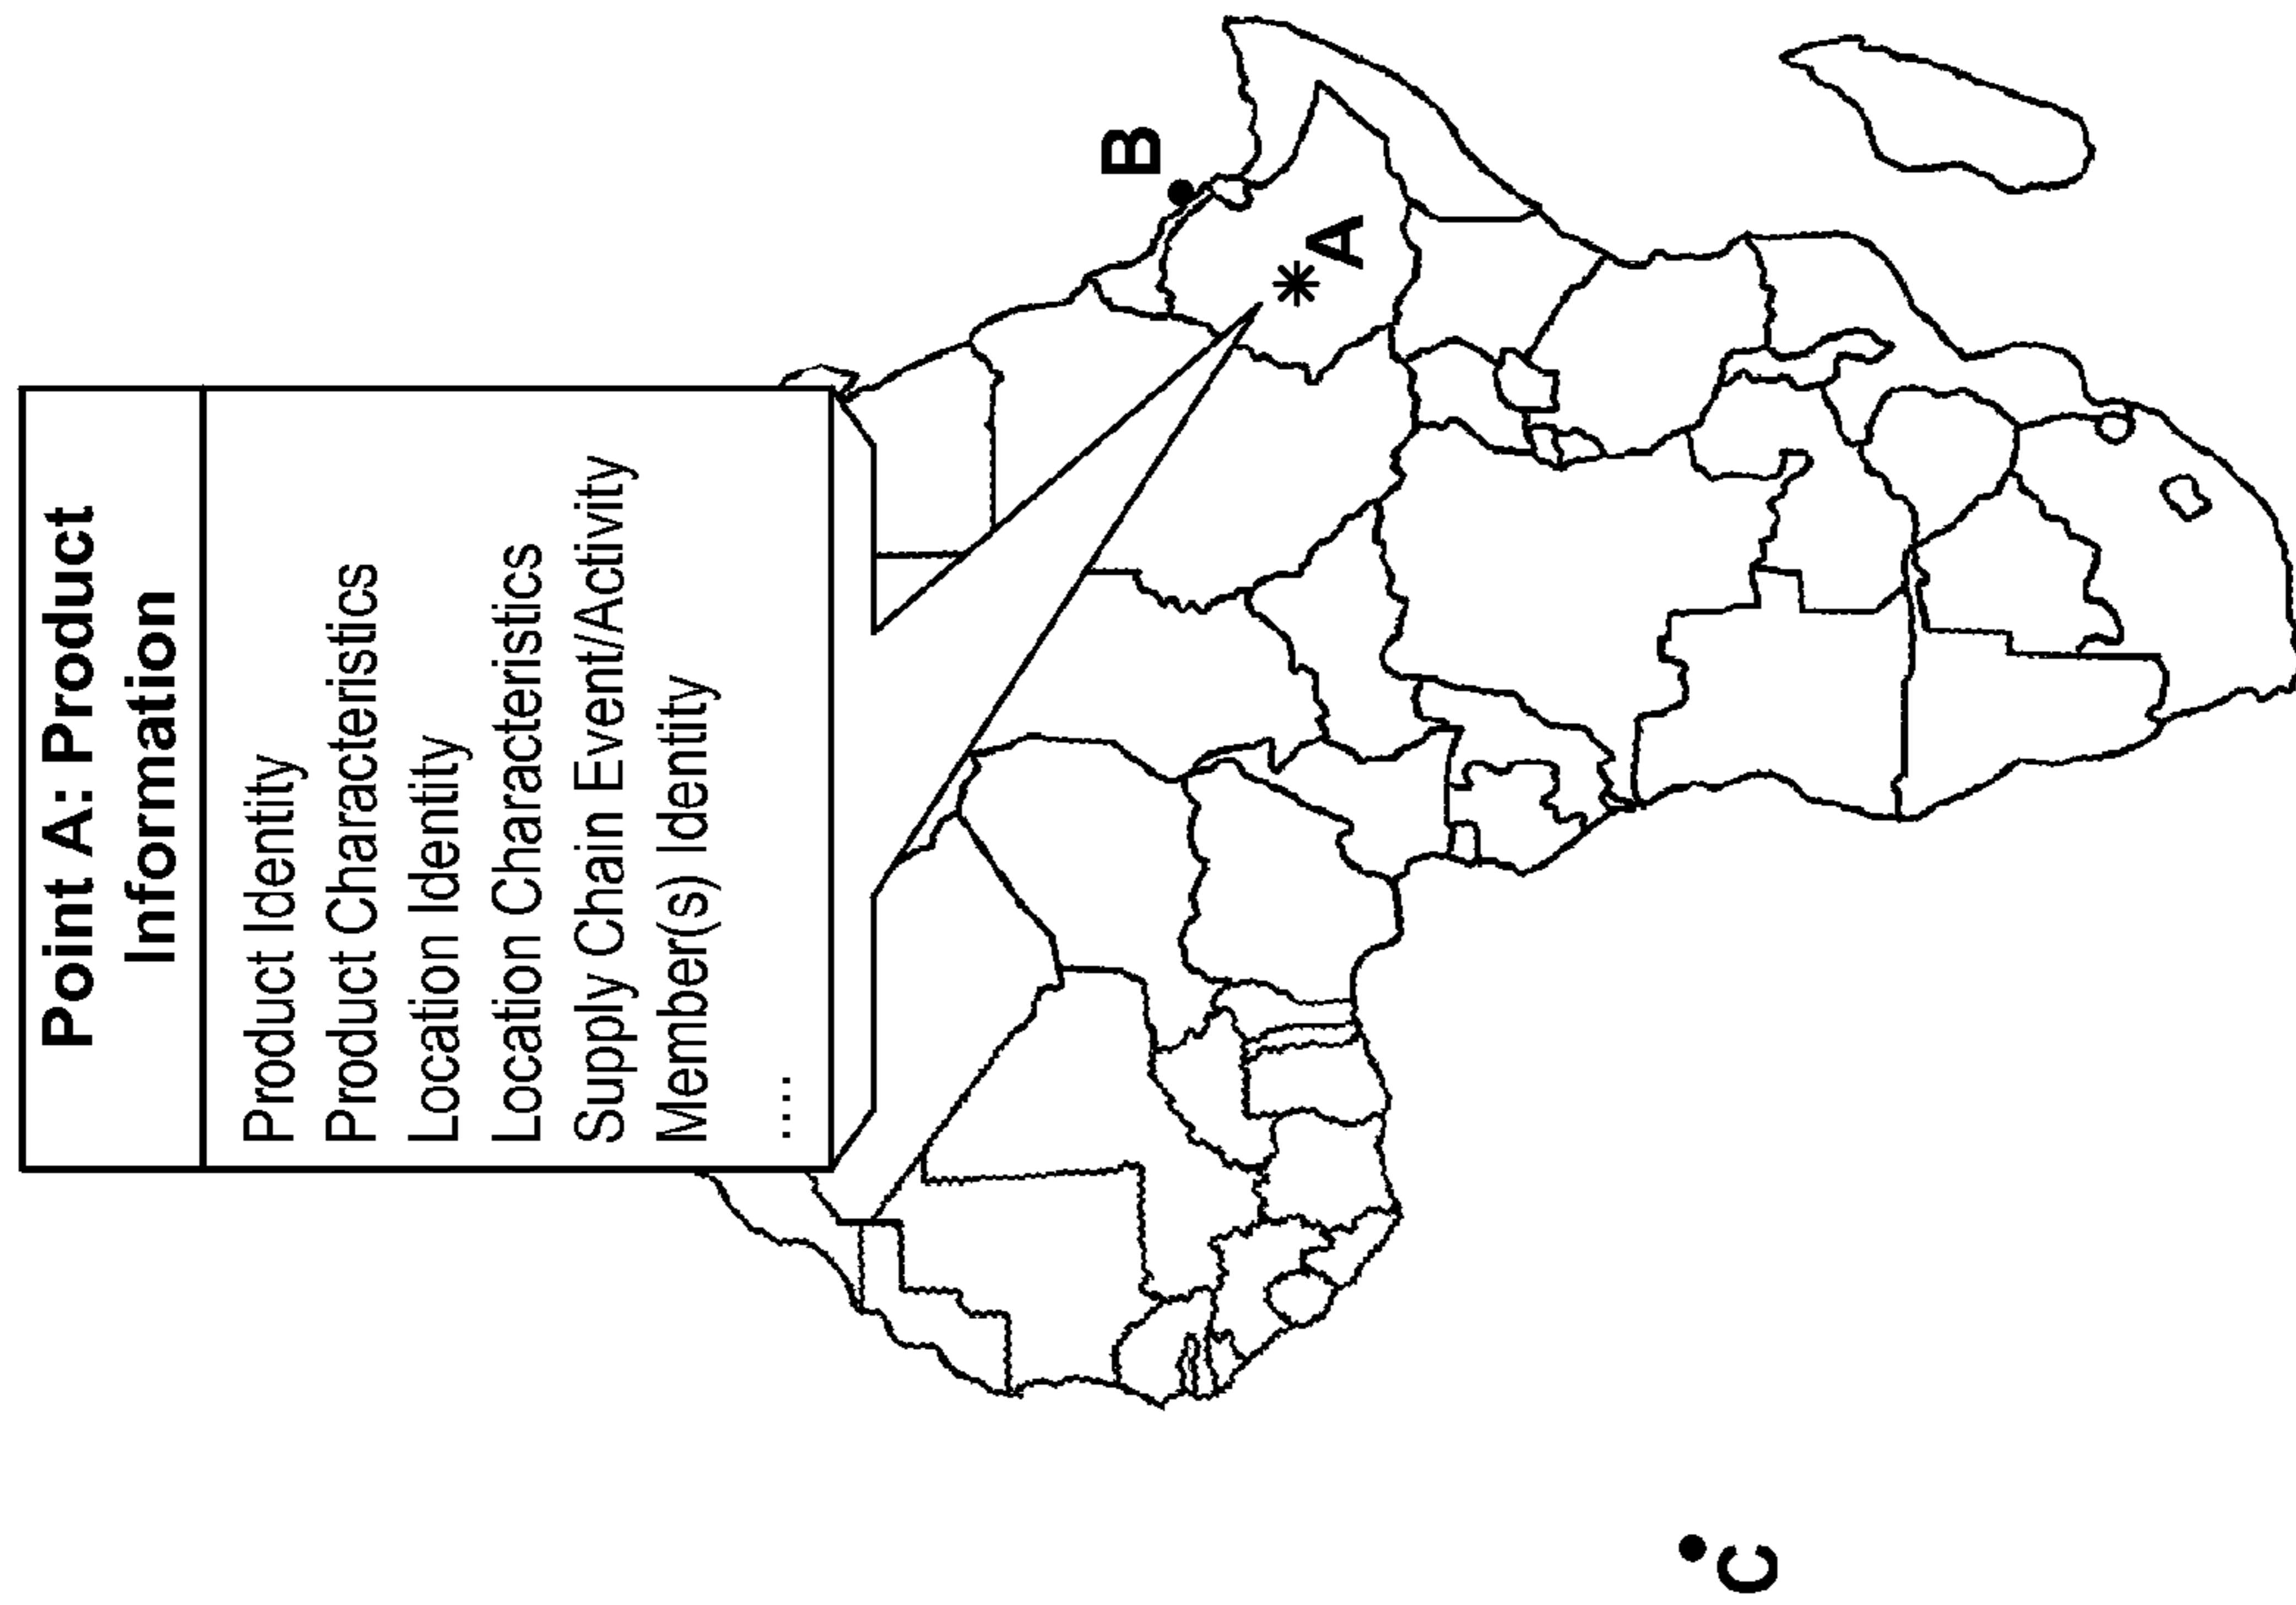 Point A: Product
Information
Product Identity
Product Characteristics
Location Identity
Location Characteristics
Supply Chain Event/Activity
Member(s) Identity
....
B
A
C